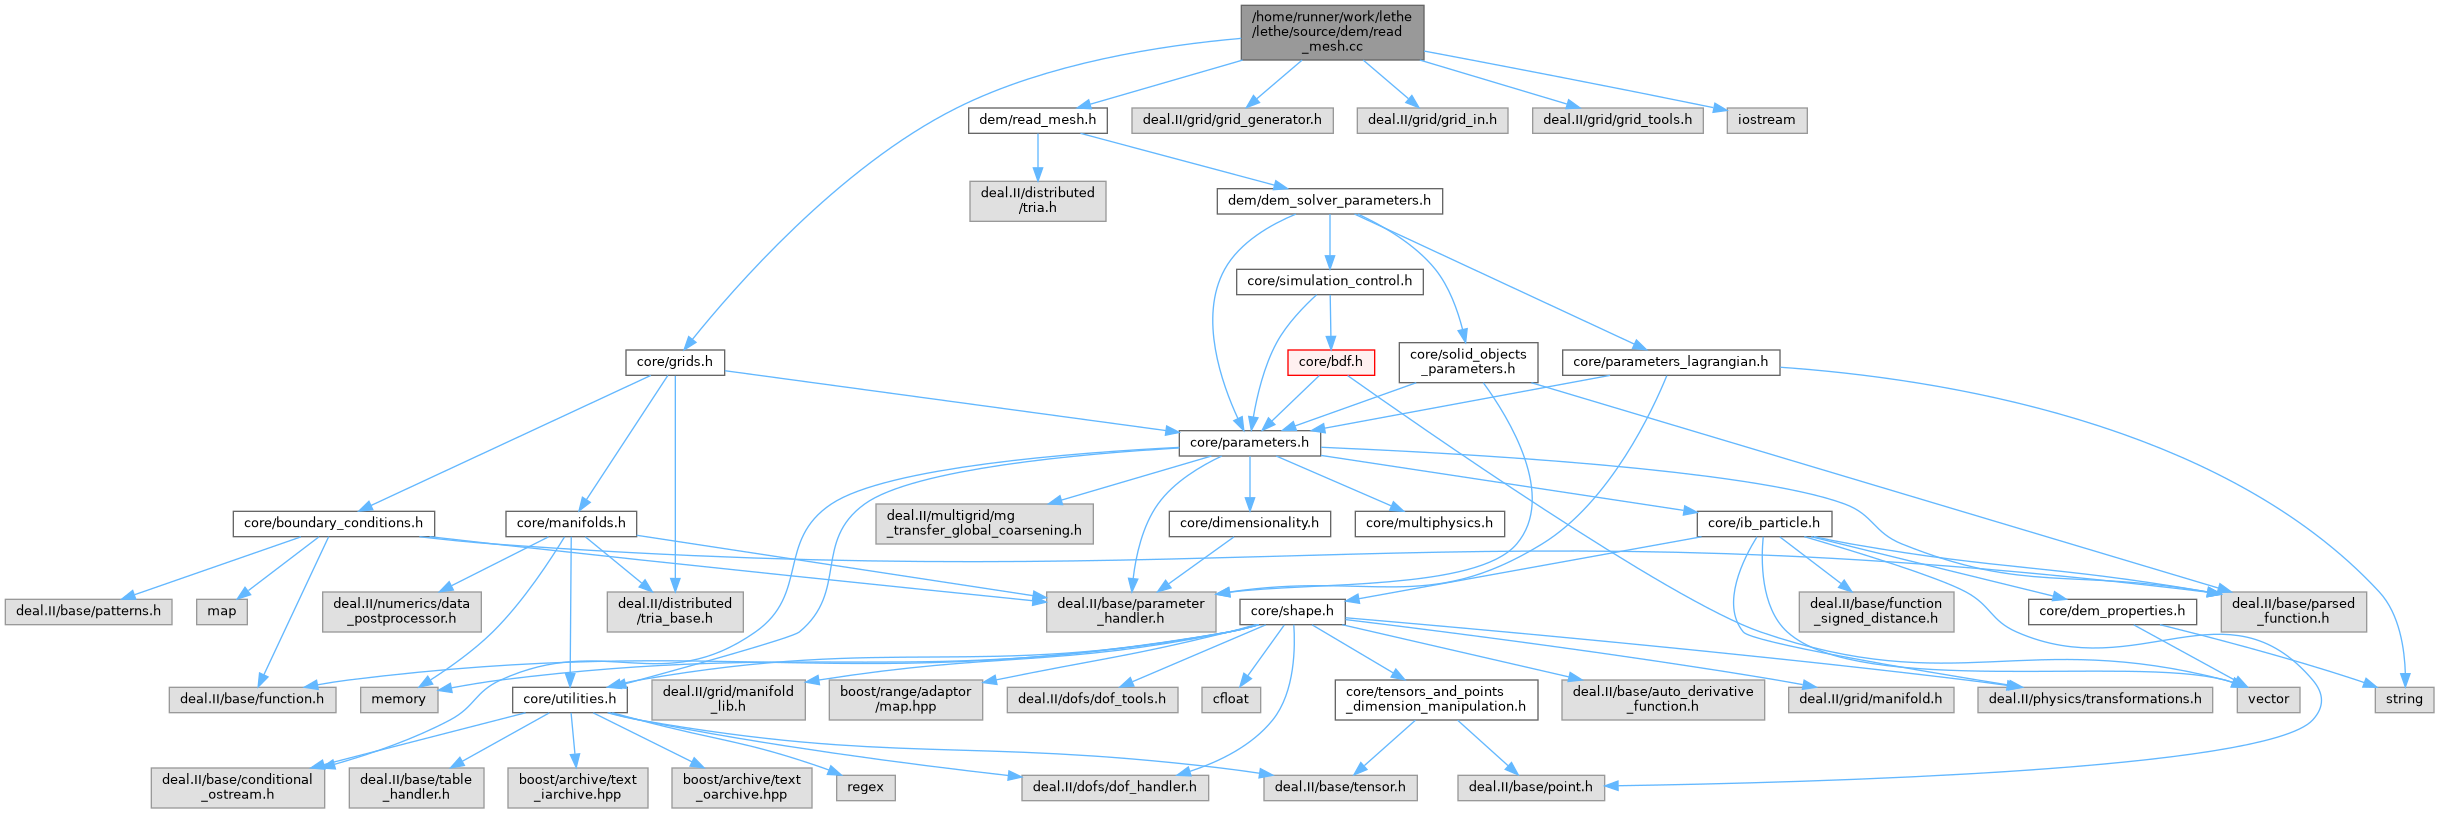 /home/runner/work/lethe
/lethe/source/dem/read
_mesh.cc
dem/read_mesh.h
deal.II/grid/grid_generator.h
deal.II/grid/grid_in.h
deal.II/grid/grid_tools.h
iostream
deal.II/distributed
/tria.h
dem/dem_solver_parameters.h
core/simulation_control.h
core/grids.h
core/bdf.h
core/solid_objects
_parameters.h
core/parameters_lagrangian.h
core/parameters.h
core/boundary_conditions.h
core/manifolds.h
deal.II/multigrid/mg
_transfer_global_coarsening.h
core/dimensionality.h
core/multiphysics.h
core/ib_particle.h
deal.II/base/patterns.h
map
deal.II/numerics/data
_postprocessor.h
deal.II/distributed
/tria_base.h
deal.II/base/parameter
_handler.h
core/shape.h
deal.II/base/function
_signed_distance.h
core/dem_properties.h
deal.II/base/parsed
_function.h
deal.II/base/function.h
memory
core/utilities.h
deal.II/grid/manifold
_lib.h
boost/range/adaptor
/map.hpp
deal.II/dofs/dof_tools.h
cfloat
core/tensors_and_points
_dimension_manipulation.h
deal.II/base/auto_derivative
_function.h
deal.II/grid/manifold.h
deal.II/physics/transformations.h
vector
string
deal.II/base/conditional
_ostream.h
deal.II/base/table
_handler.h
boost/archive/text
_iarchive.hpp
boost/archive/text
_oarchive.hpp
regex
deal.II/dofs/dof_handler.h
deal.II/base/tensor.h
deal.II/base/point.h